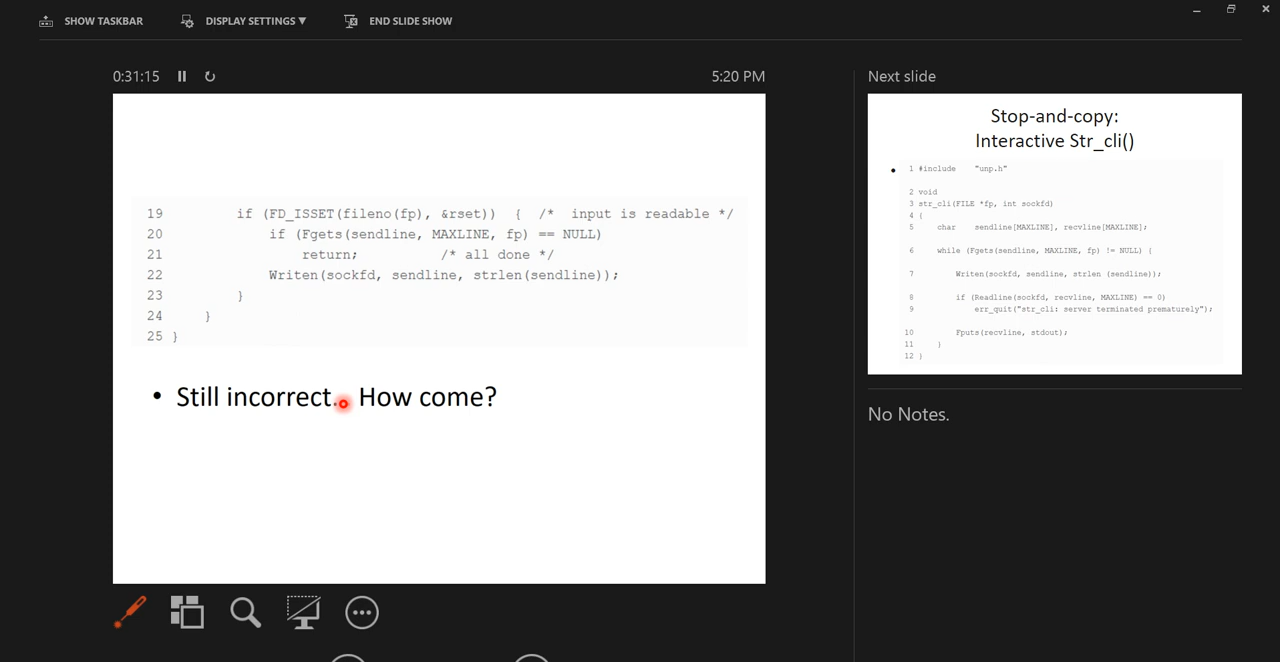 SHOW TASKBAR
DISPLAY SETTINGS ▼
END SLIDE SHOW
0:31:15
5:20 PM
19 if (FD_ISSET(fileno(fp), &rset)) { /* input is readable */
20 if (Fgets(sendline, MAXLINE, fp) == NULL)
21 return; /* all done */
22 Writen(sockfd, sendline, strlen(sendline));
23 }
24 }
25 }
• Still incorrect. How come?
Next slide
Stop-and-copy:
Interactive Str_cli()
• 1 #include "unp.h"
2 void
3 str_cli(FILE *fp, int sockfd)
4 {
5 char sendline[MAXLINE], recvline[MAXLINE];
6 while (Fgets(sendline, MAXLINE, fp) != NULL) {
7 Writen(sockfd, sendline, strlen (sendline));
8 if (Readline(sockfd, recvline, MAXLINE) == 0)
9 err_quit("str_cli: server terminated prematurely");
10 Fputs(recvline, stdout);
11 }
12 }
No Notes.